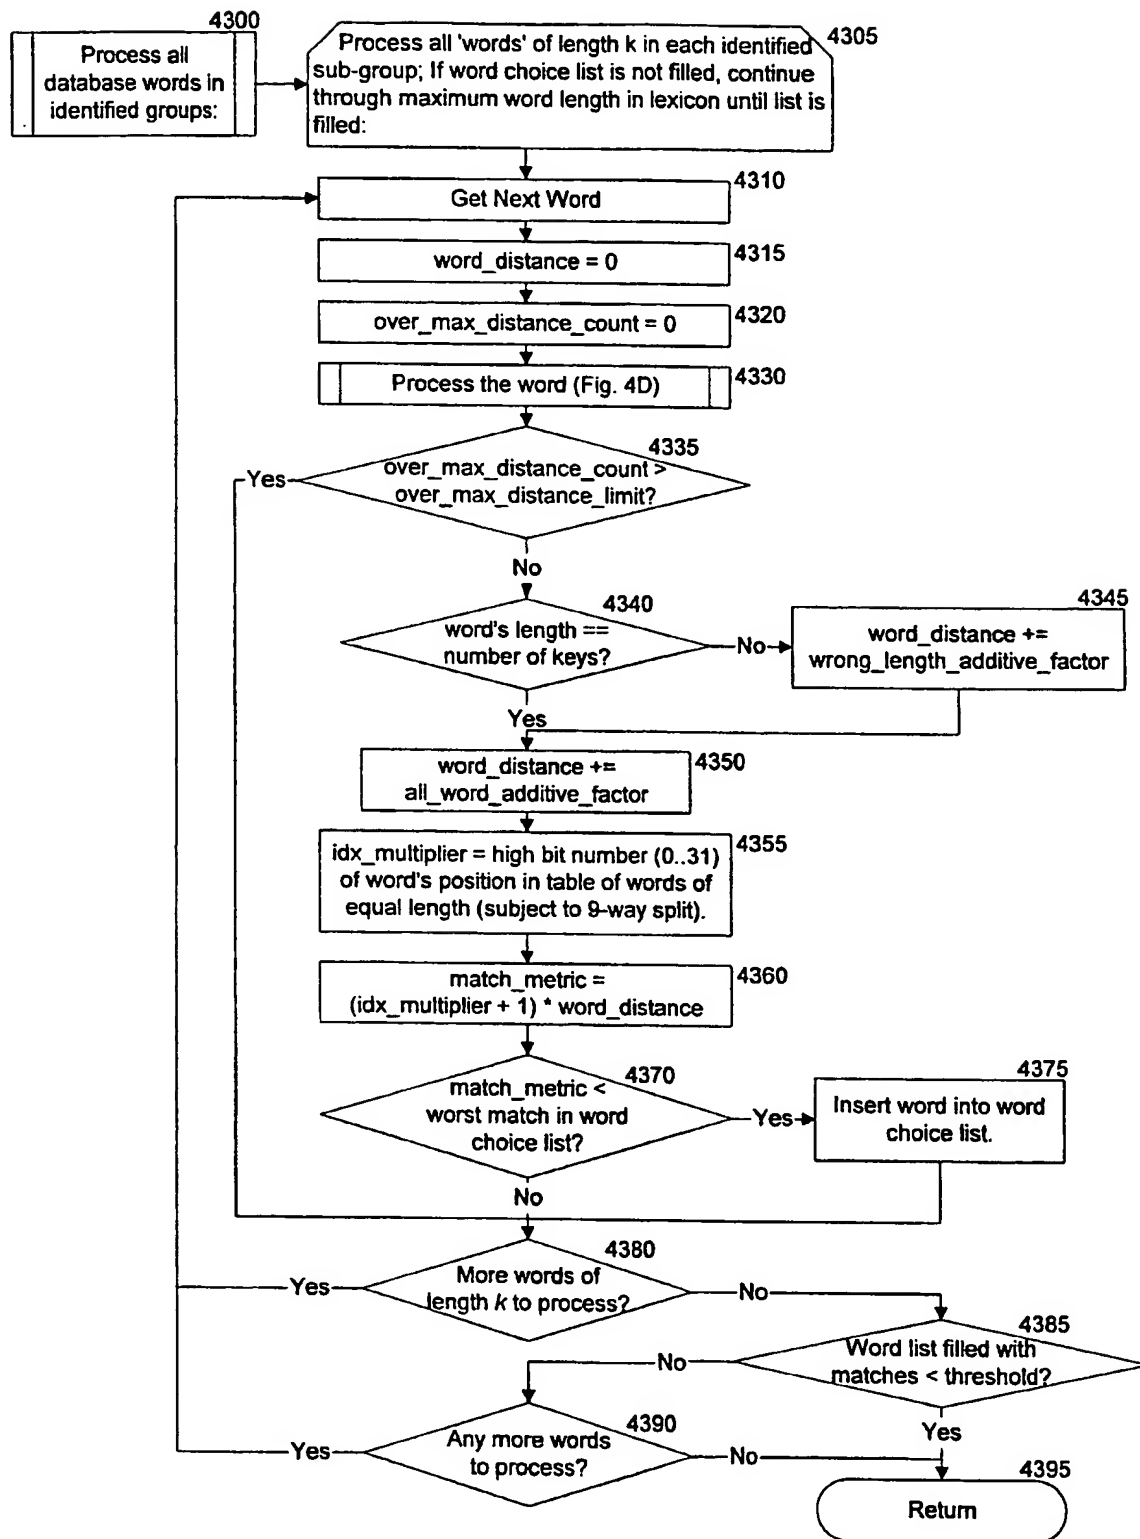 4300
Process all
database words in
identified groups:
4305
Process all 'words' of length k in each identified
sub-group; If word choice list is not filled, continue
through maximum word length in lexicon until list is
filled:
4310
Get Next Word
4315
word_distance = 0
4320
over_max_distance_count = 0
4330
Process the word (Fig. 4D)
4335
over_max_distance_count >
over_max_distance_limit?
Yes
No
4340
word's length ==
number of keys?
No
4345
word_distance +=
wrong_length_additive_factor
Yes
4350
word_distance +=
all_word_additive_factor
4355
idx_multiplier = high bit number (0..31)
of word's position in table of words of
equal length (subject to 9-way split).
4360
match_metric =
(idx_multiplier + 1) * word_distance
4370
match_metric <
worst match in word
choice list?
Yes
4375
Insert word into word
choice list.
No
4380
More words of
length k to process?
Yes
No
4385
Word list filled with
matches < threshold?
No
Yes
4390
Any more words
to process?
Yes
No
4395
Return